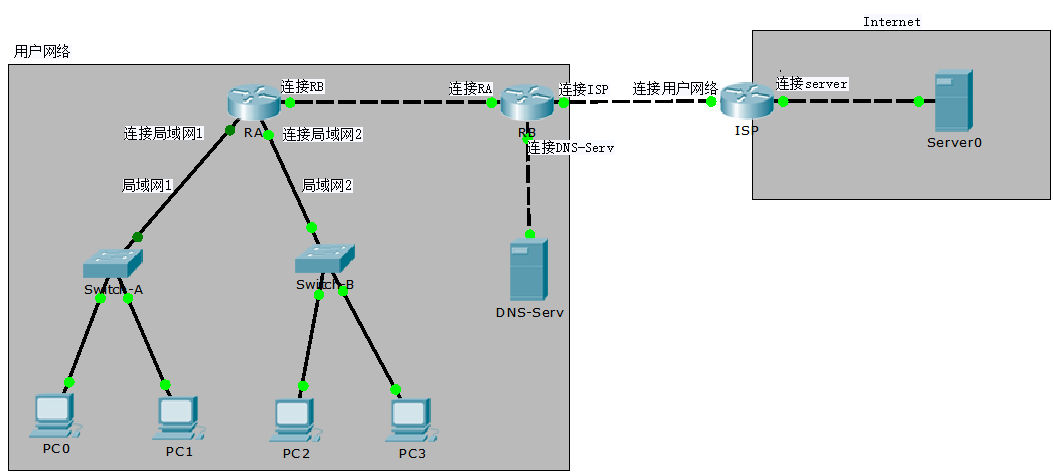 Internet
用户网络
连接RB
连接RA
连接ISP
连接用户网络
连接server
RA
RB
ISP
Server0
连接局域网1
连接局域网2
连接DNS-Serv
局域网1
局域网2
Switch-A
Switch-B
DNS-Serv
PC0
PC1
PC2
PC3